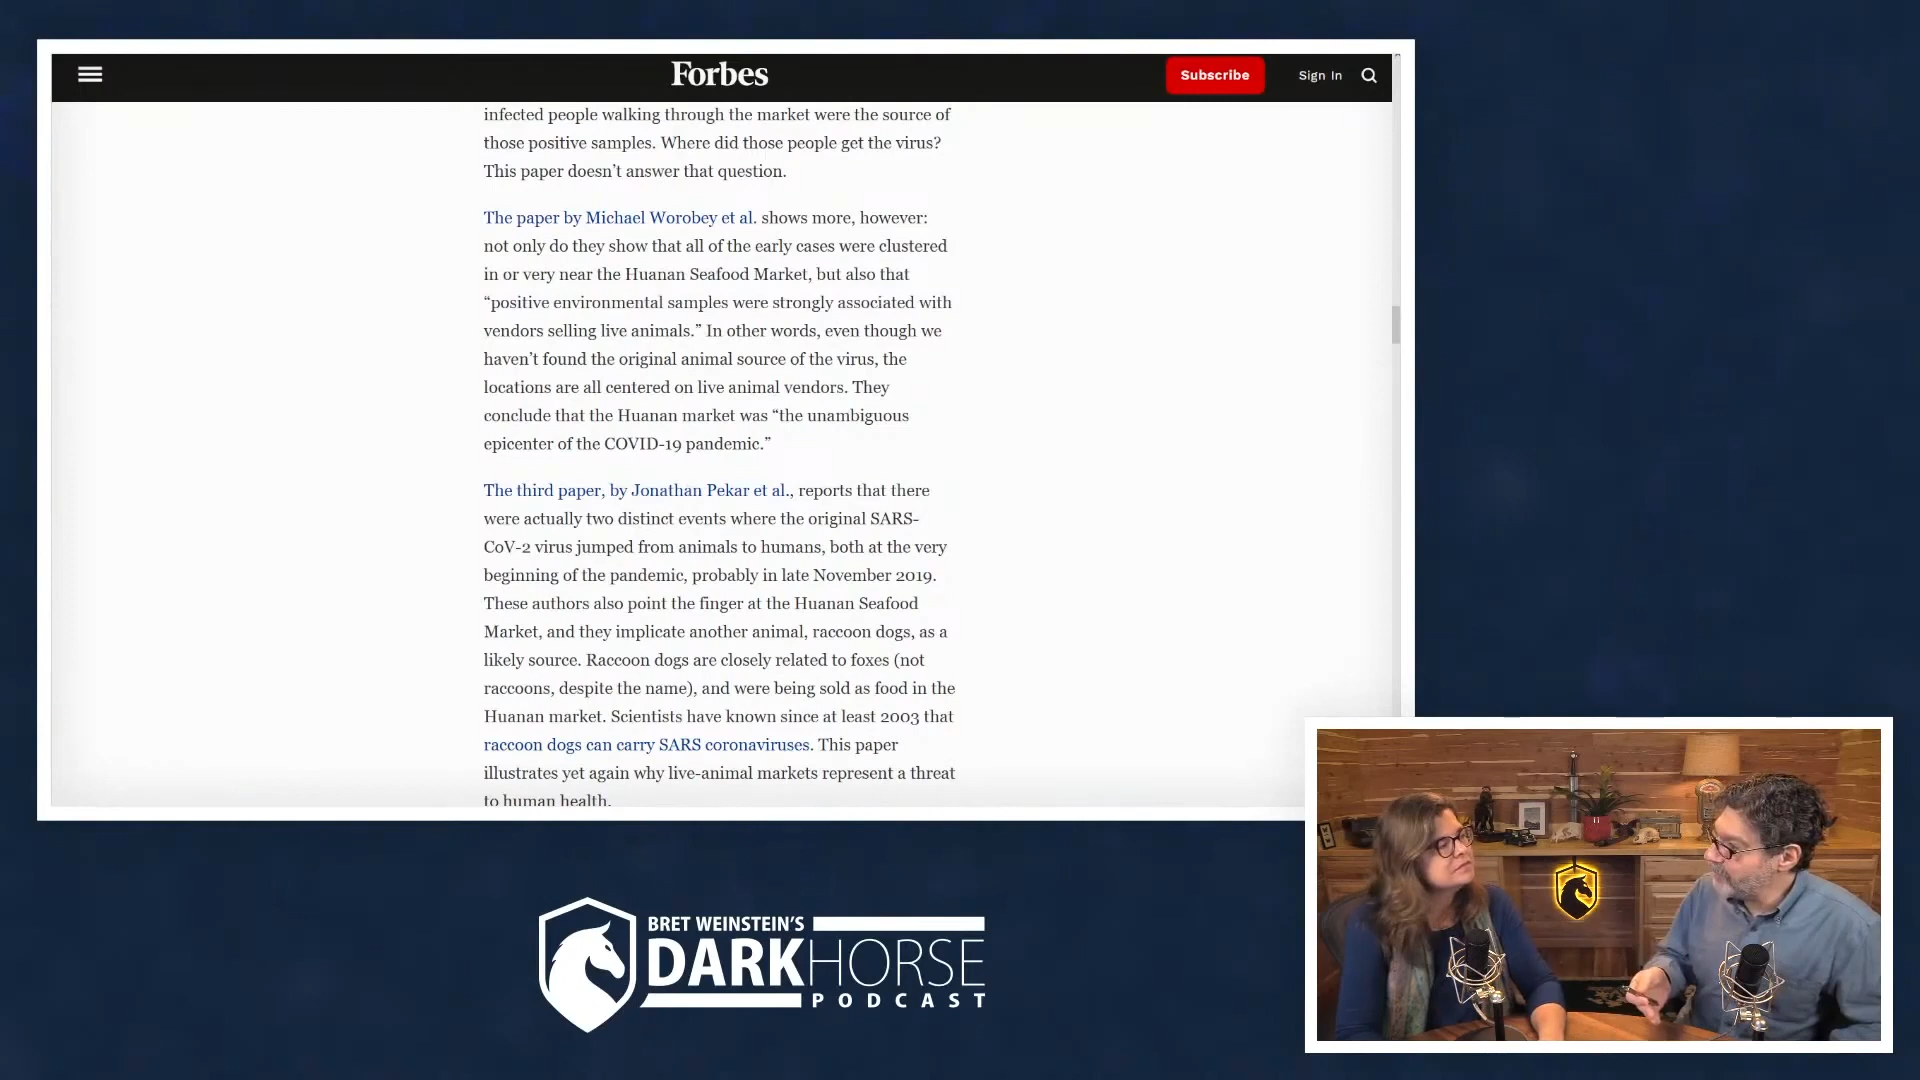 Forbes
Subscribe
Sign In
infected people walking through the market were the source of
those positive samples. Where did those people get the virus?
This paper doesn’t answer that question.
The paper by Michael Worobey et al. shows more, however:
not only do they show that all of the early cases were clustered
in or very near the Huanan Seafood Market, but also that
“positive environmental samples were strongly associated with
vendors selling live animals.” In other words, even though we
haven’t found the original animal source of the virus, the
locations are all centered on live animal vendors. They
conclude that the Huanan market was “the unambiguous
epicenter of the COVID-19 pandemic.”
The third paper, by Jonathan Pekar et al., reports that there
were actually two distinct events where the original SARS-
CoV-2 virus jumped from animals to humans, both at the very
beginning of the pandemic, probably in late November 2019.
These authors also point the finger at the Huanan Seafood
Market, and they implicate another animal, raccoon dogs, as a
likely source. Raccoon dogs are closely related to foxes (not
raccoons, despite the name), and were being sold as food in the
Huanan market. Scientists have known since at least 2003 that
raccoon dogs can carry SARS coronaviruses. This paper
illustrates yet again why live-animal markets represent a threat
to human health.
BRET WEINSTEIN'S
DARKHORSE
PODCAST